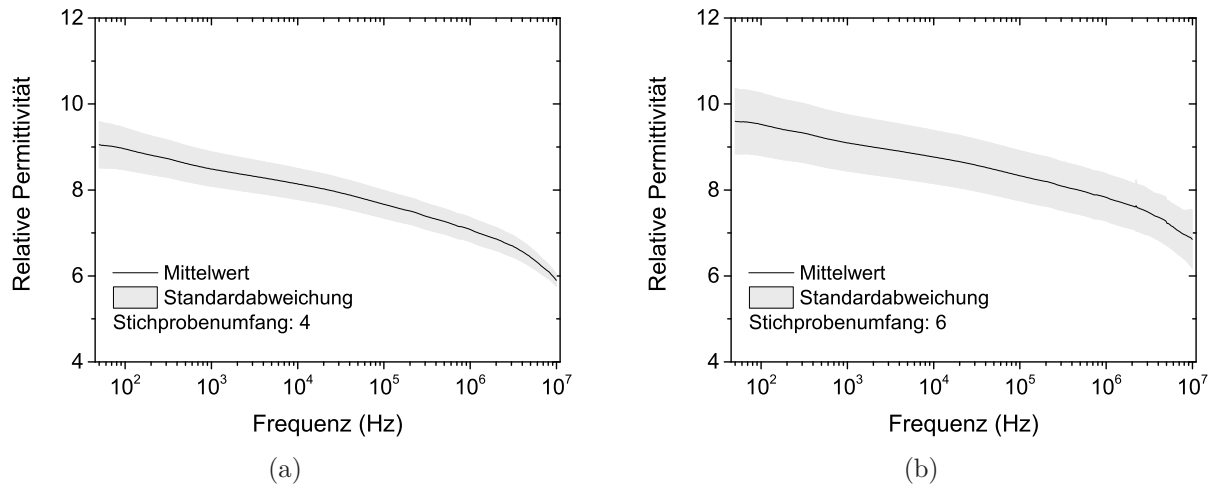 12
10
8
6
4
Relative Permittivität
Mittelwert
Standardabweichung
Stichprobenumfang: 4
10² 10³ 10⁴ 10⁵ 10⁶ 10⁷
Frequenz (Hz)
(a)
12
10
8
6
4
Relative Permittivität
Mittelwert
Standardabweichung
Stichprobenumfang: 6
10² 10³ 10⁴ 10⁵ 10⁶ 10⁷
Frequenz (Hz)
(b)